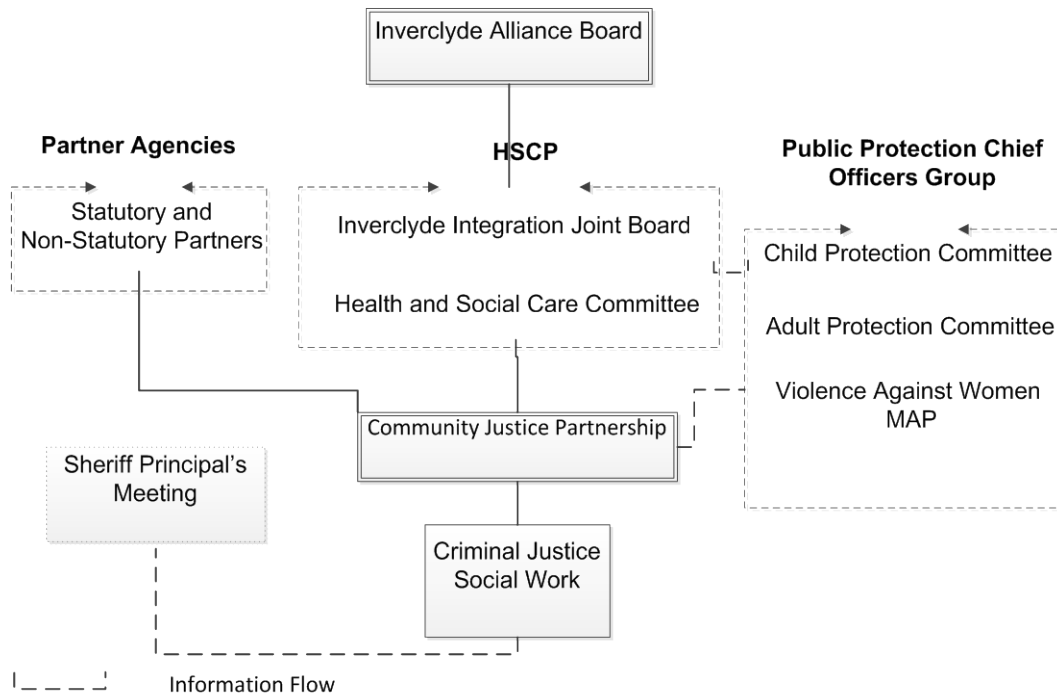 Inverclyde Alliance Board
Partner Agencies
HSCP
Public Protection Chief
Officers Group
Statutory and
Non-Statutory Partners
Inverclyde Integration Joint Board
Health and Social Care Committee
Child Protection Committee
Adult Protection Committee
Violence Against Women
MAP
Community Justice Partnership
Sheriff Principal's
Meeting
Criminal Justice
Social Work
Information Flow